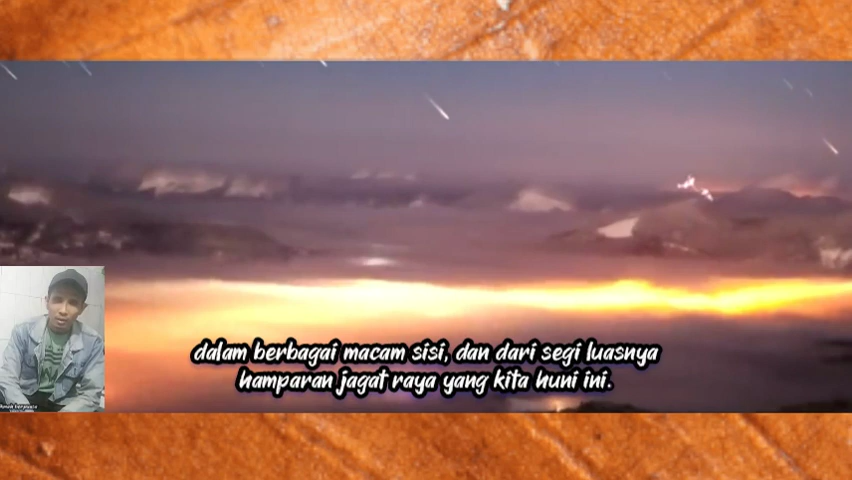 dalam berbagai macam sisi, dan dari segi luasnya
hamparan jagat raya yang kita huni ini.